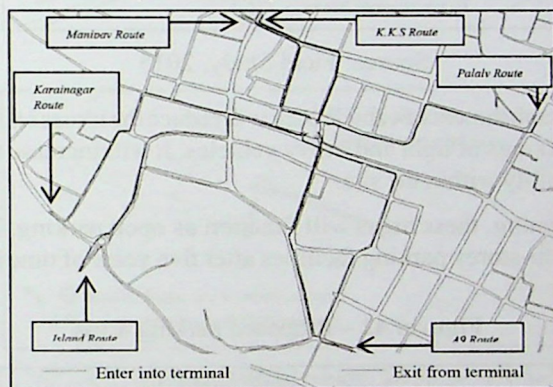 Manipay Route
K.K.S Route
Palaly Route
Karainagar
Route
Island Route
A9 Route
Enter into terminal
Exit from terminal